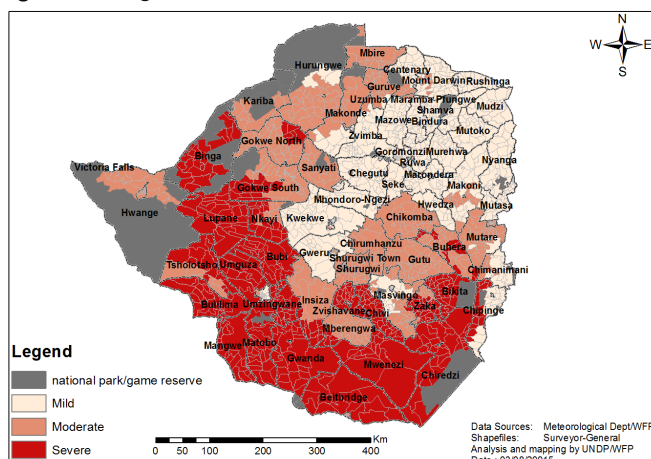 N
W E
S
Mbire
Hurungwe
Centenary
Mount Darwin Rushinga
Guruve
Kariba
Uzumba Maramba Pfungwe
Mudzi
Makonde
Shamva
Mazowe
Bindura
Zvimba
Mutoko
Gokwe North
Binga
Goromonzi Murehwa
Nyanga
Ruwa
Victoria Falls
Sanyati
Chegutu
Marondera
Gokwe South
Seke
Makoni
Mhondoro-Ngezi
Hwedza
Mutasa
Hwange
Lupane
Nkayi
Kwekwe
Chikomba
Mutare
Chirumhanzu
Buhera
Gweru
Bubi
Shurugwi Town
Gutu
Tsholotsho Umguza
Shurugwi
Chimanimani
Bikita
Bulilima
Umzingwane
Insiza
Masvingo
Zaka
Zvishavane
Chivi
Chipinge
Mberengwa
Mangwe
Matobo
Gwanda
Mwenezi
Chiredzi
Beitbridge
Legend
national park/game reserve
Mild
Moderate
Severe
Km
0 50 100 200 300 400
Data Sources: Meteorological Dept/WFP
Shapefiles: Surveyor-General
Analysis and mapping by UNDP/WFP